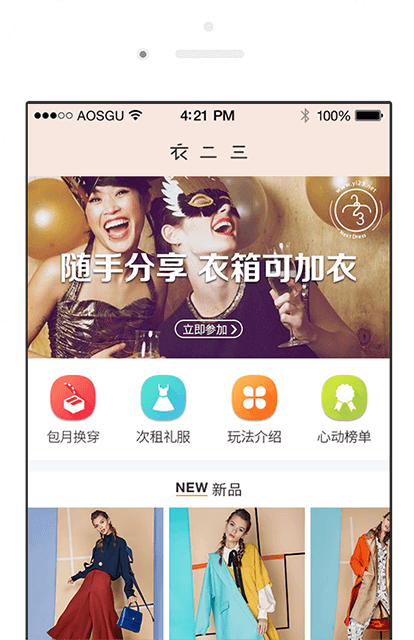 AOSGU 4:21 PM 100%
衣二三
www.yi23.net
23
Next Dress
随手分享 衣箱可加衣
立即参加
包月换穿 次租礼服 玩法介绍 心动榜单
NEW 新品